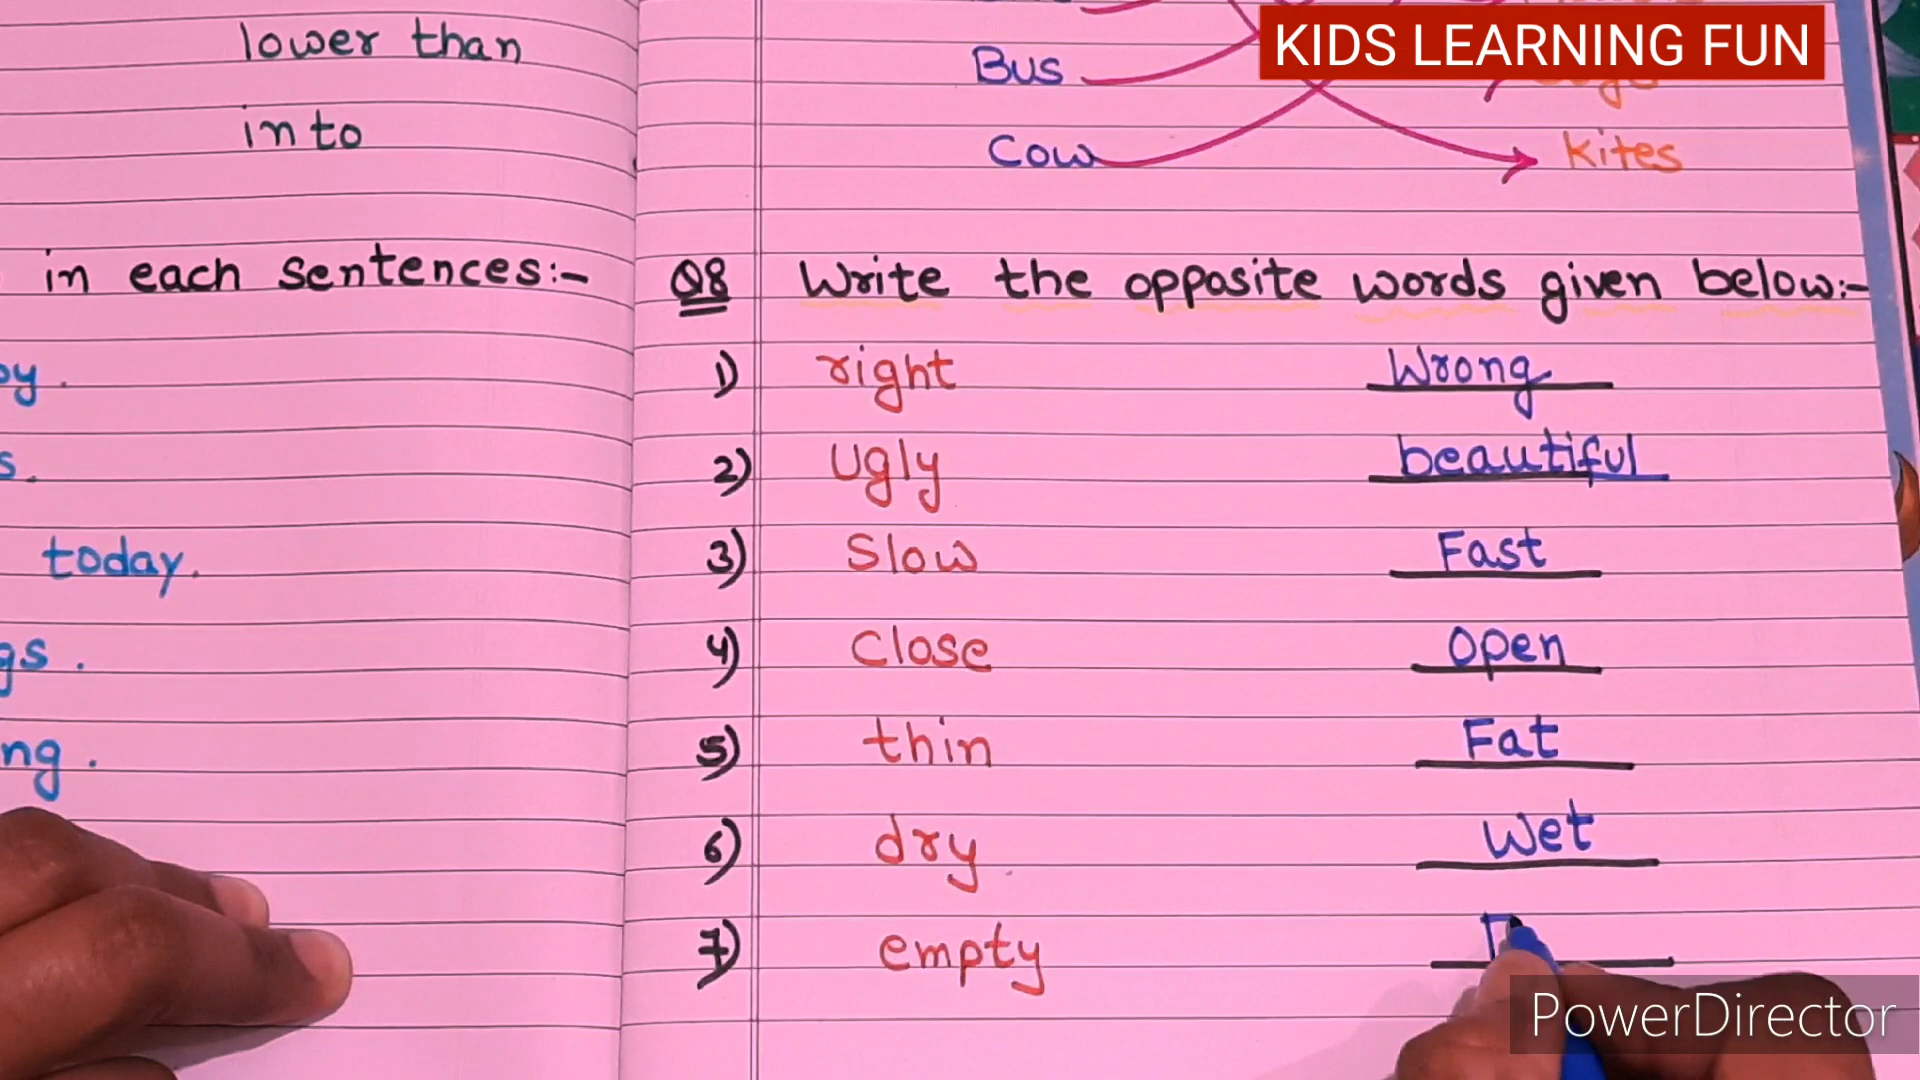 KIDS LEARNING FUN
lower than
into
in each sentences:-
today.
Bus
Cow
Kites
Q8 Write the opposite words given below:-
1) right Wrong
2) Ugly beautiful
3) Slow Fast
4) Close Open
5) thin Fat
6) dry Wet
7) empty
PowerDirector